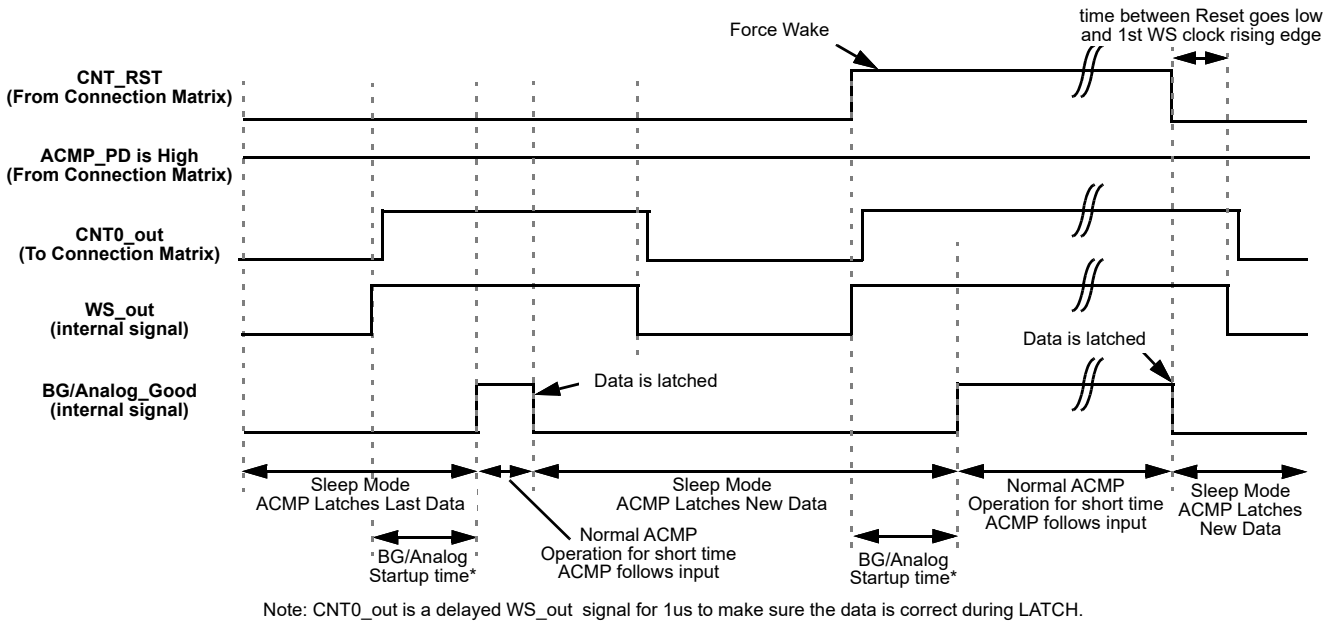 time between Reset goes low
and 1st WS clock rising edge
Force Wake
CNT_RST
(From Connection Matrix)
ACMP_PD is High
(From Connection Matrix)
CNT0_out
(To Connection Matrix)
WS_out
(internal signal)
Data is latched
BG/Analog_Good
(internal signal)
Data is latched
Sleep Mode
ACMP Latches Last Data
Sleep Mode
ACMP Latches New Data
Normal ACMP
Operation for short time
ACMP follows input
Sleep Mode
ACMP Latches
New Data
BG/Analog
Startup time*
Normal ACMP
Operation for short time
ACMP follows input
BG/Analog
Startup time*
Note: CNT0_out is a delayed WS_out signal for 1us to make sure the data is correct during LATCH.